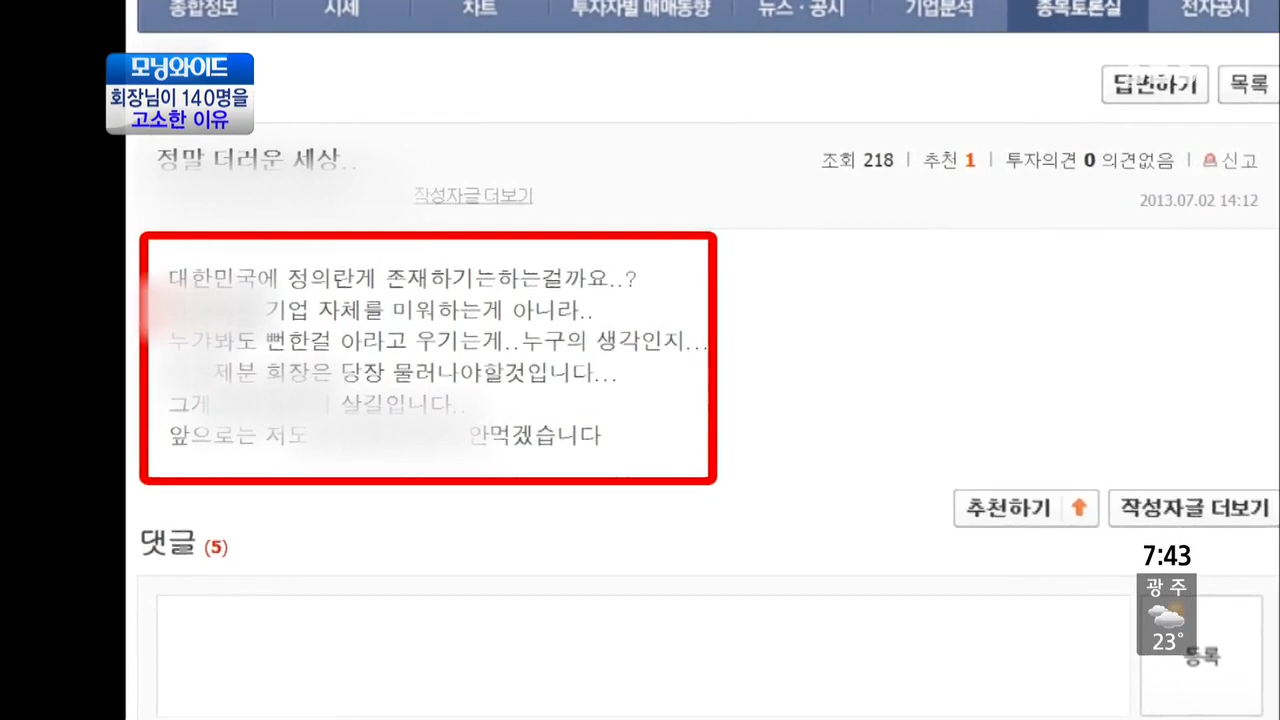 종합정보 시세 차트 투자자별 매매동향 뉴스·공시 기업분석 종목토론실 전자공시
모닝와이드
회장님이 140명을
고소한 이유
답변하기 목록
정말 더러운 세상..
조회 218 추천 1 투자의견 0 의견없음 신고
작성자글 더보기
2013.07.02 14:12
대한민국에 정의란게 존재하기는하는걸까요..?
기업 자체를 미워하는게 아니라..
누갸봐도 뻔한걸 아라고 우기는게..누구의 생각인지...
제분 회장은 당장 물러나야할것입니다...
그게 살길입니다..
앞으로는 저도 안먹겠습니다
추천하기 작성자글 더보기
댓글 (5)
7:43
광주
23°
등록